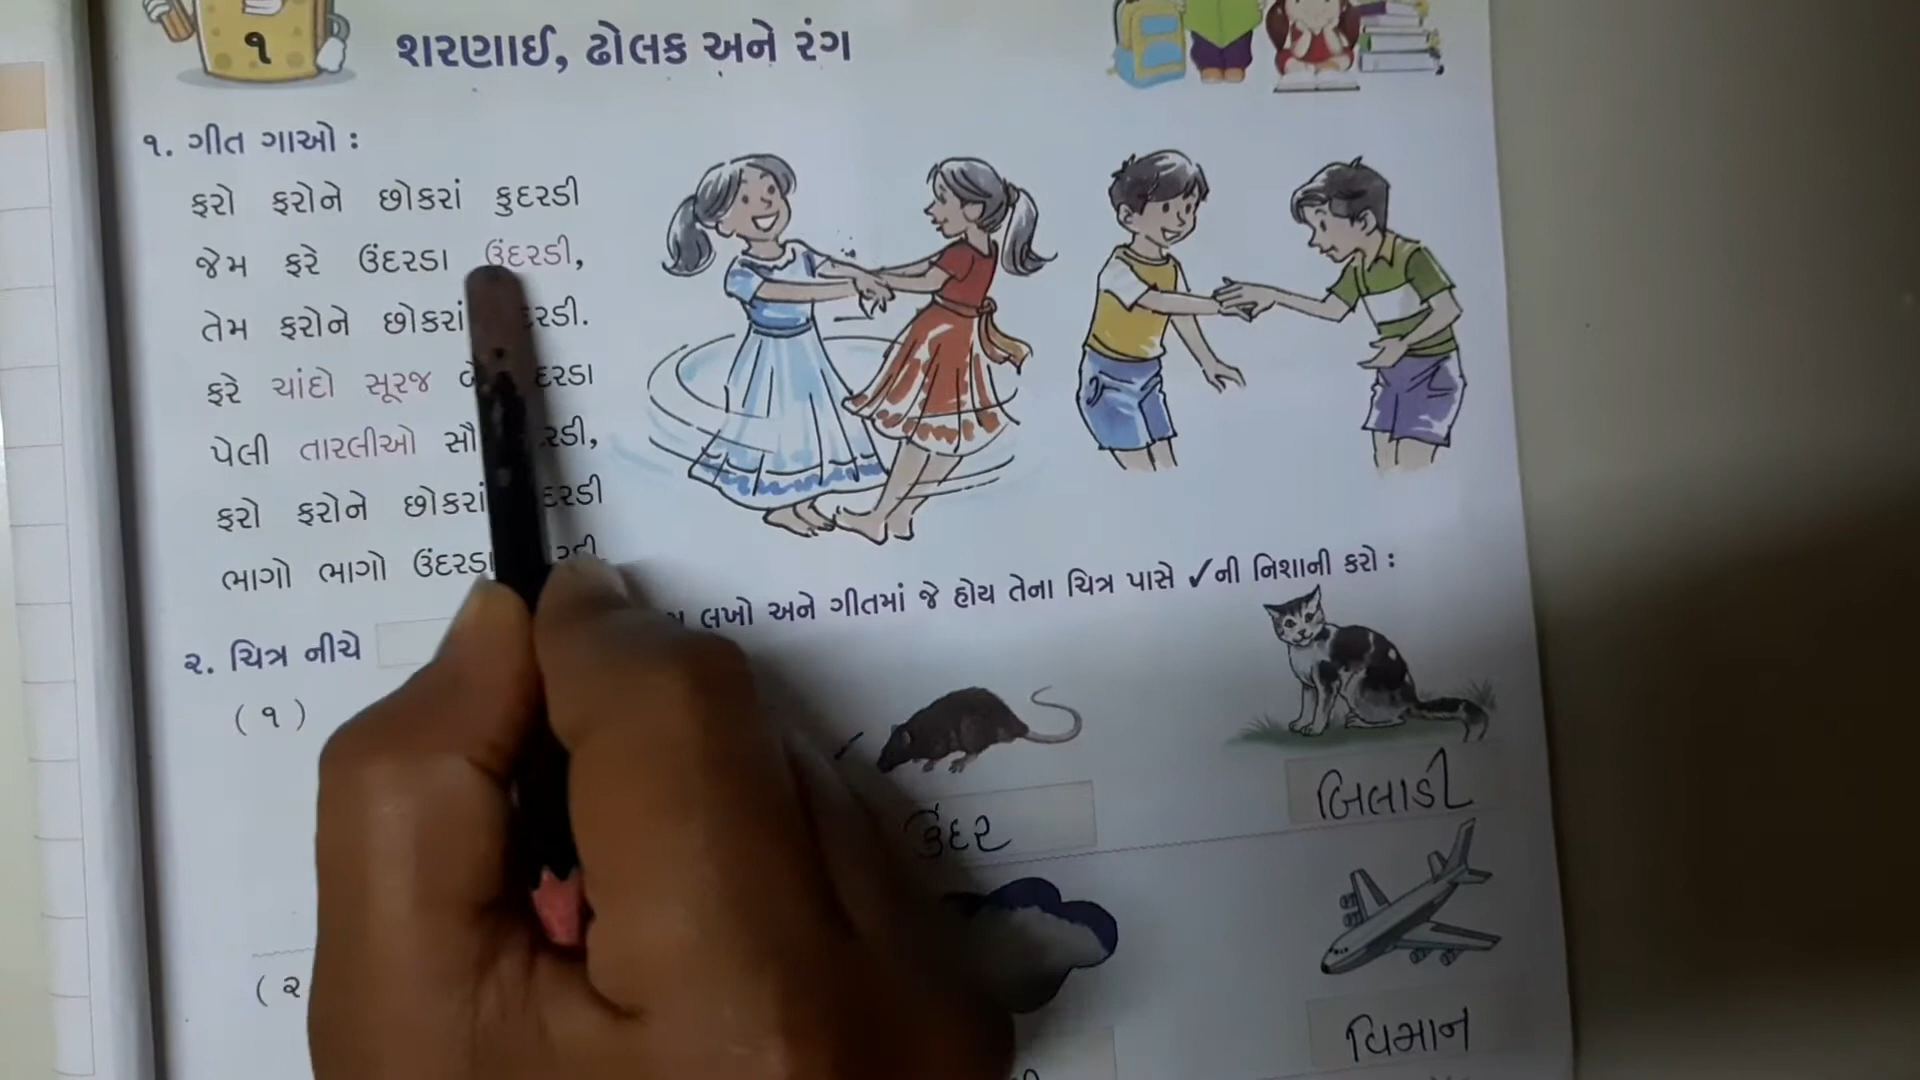 ૧
શરણાઈ, ઢોલક અને રંગ
૧. ગીત ગાઓ :
ફરો ફરોને છોકરાં ફુદરડી
જેમ ફરે ઉંદરડા ઉંદરડી,
તેમ ફરોને છોકરાં
ફરે ચાંદો સૂરજ
પેલી તારલીઓ સૌ
ફરો ફરોને છોકરાં
ભાગો ભાગો ઉંદરડા
૨. ચિત્ર નીચે લખો અને ગીતમાં જે હોય તેના ચિત્ર પાસે ✓ની નિશાની કરો :
(૧)
ઉંદર
બિલાડી
(૨
વિમાન